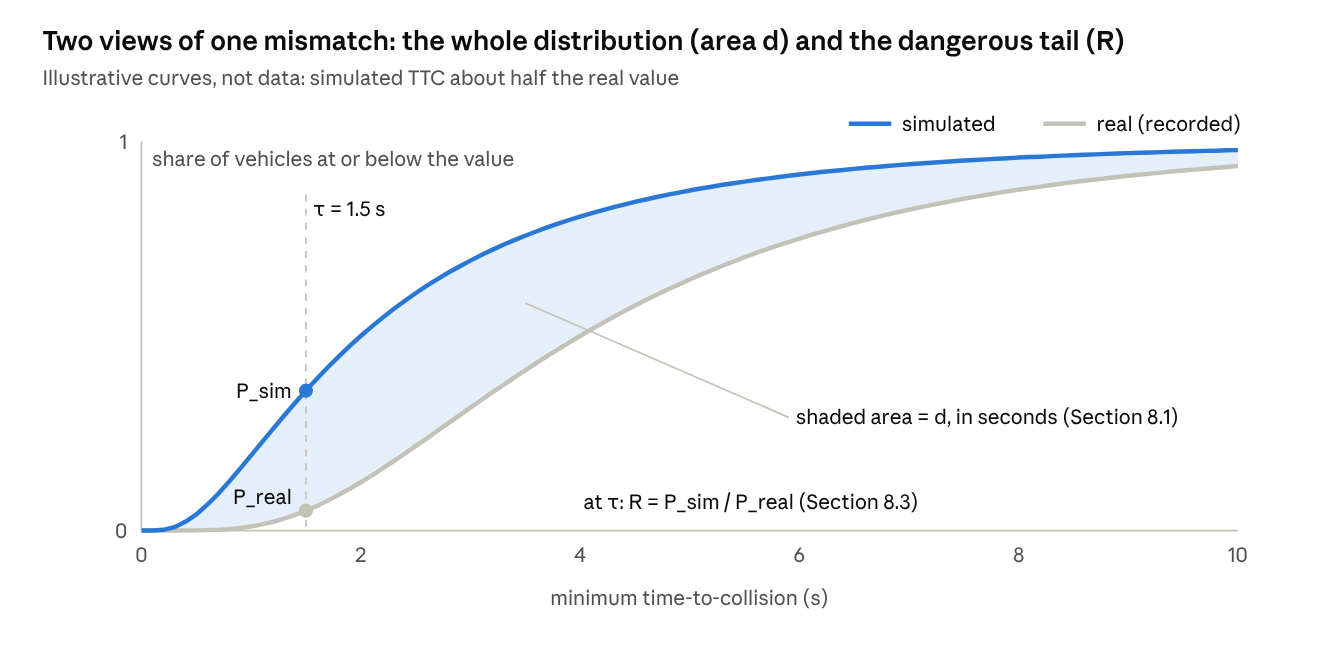 Two views of one mismatch: the whole distribution (area d) and the dangerous tail (R)
Illustrative curves, not data: simulated TTC about half the real value
simulated
real (recorded)
1
share of vehicles at or below the value
τ = 1.5 s
P_sim
shaded area = d, in seconds (Section 8.1)
P_real
at τ: R = P_sim / P_real (Section 8.3)
0
0 2 4 6 8 10
minimum time-to-collision (s)